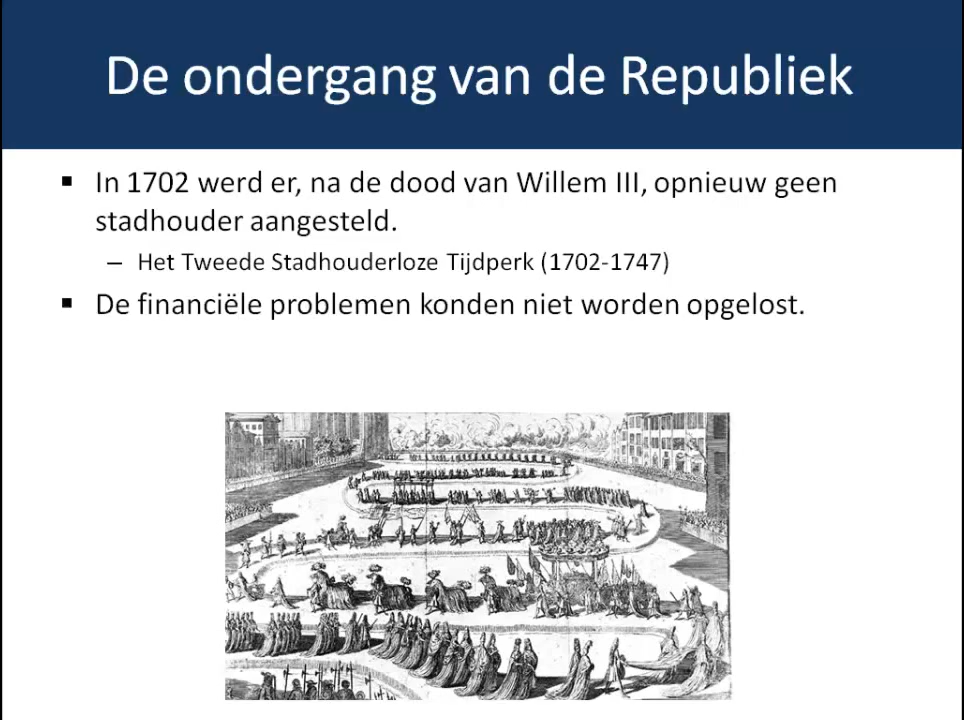 De ondergang van de Republiek
▪ In 1702 werd er, na de dood van Willem III, opnieuw geen
stadhouder aangesteld.
– Het Tweede Stadhouderloze Tijdperk (1702-1747)
▪ De financiële problemen konden niet worden opgelost.